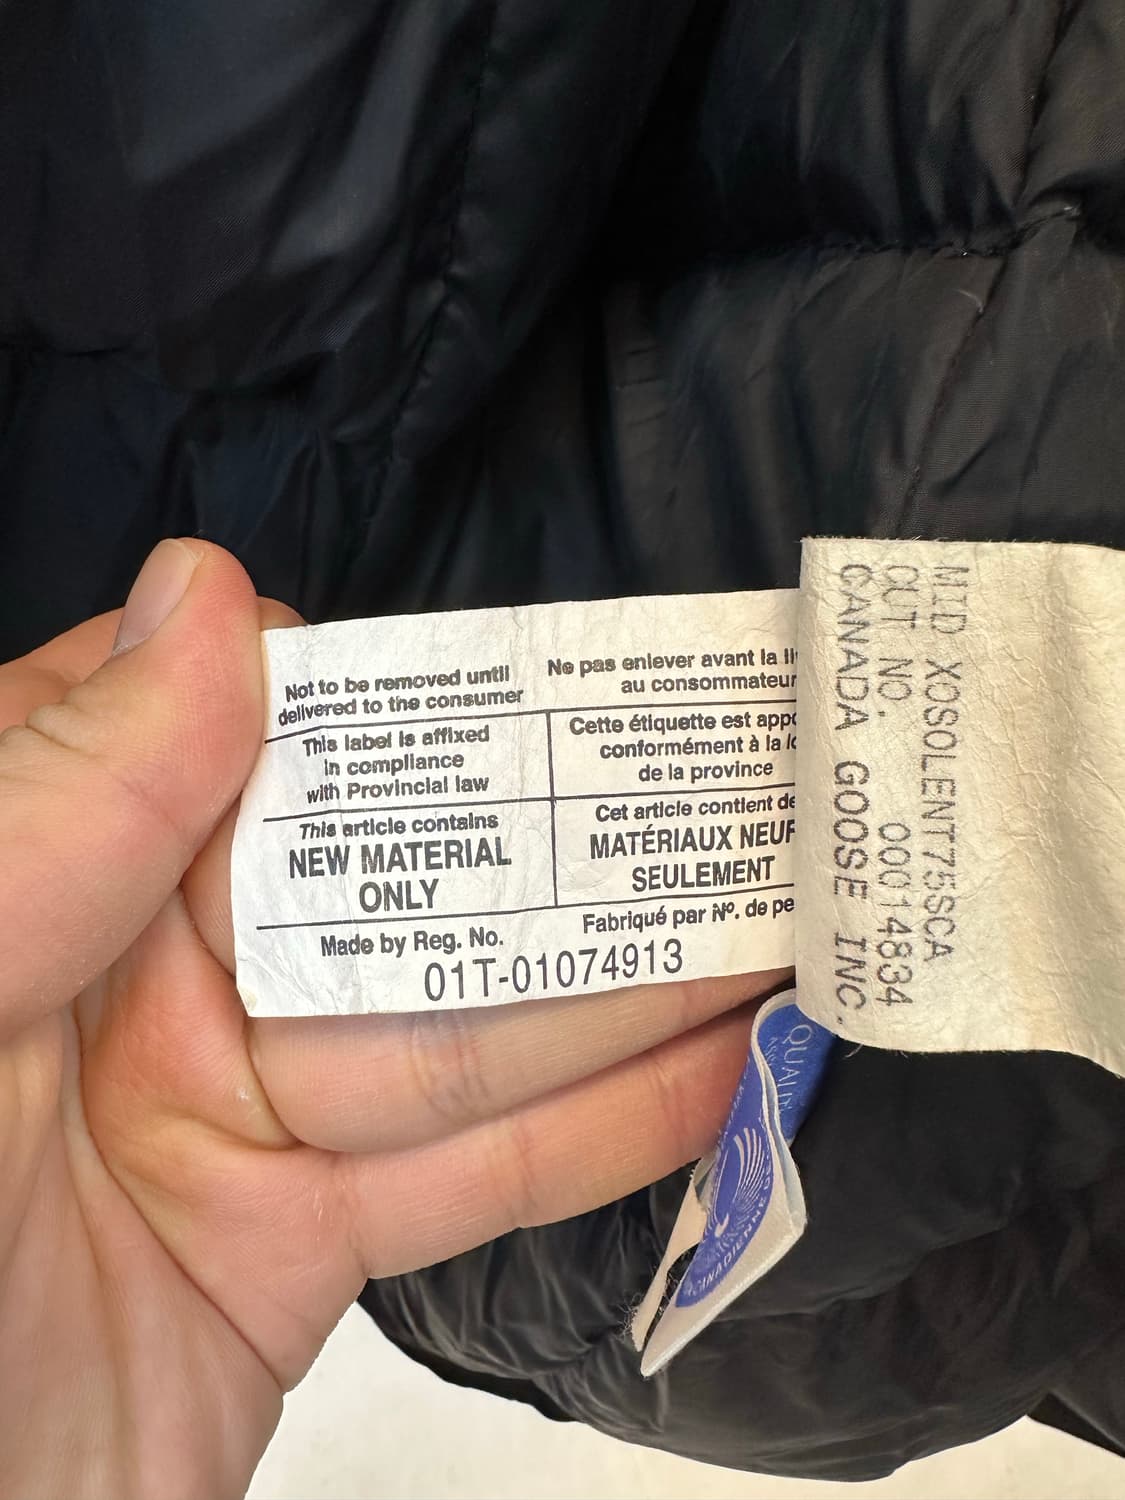 Not to be removed until
delivered to the consumer
Ne pas enlever avant la
au consommateur
This label is affixed
in compliance
with Provincial law
Cette étiquette est
conformément à la
de la province
This article contains
NEW MATERIAL
ONLY
Cet article contient
MATÉRIAUX
SEULEMENT
Made by Reg. No.
Fabriqué par Nº. de
01T-01074913
MID XOSOLENT75SCA
CUT NO. 00014834
CANADA GOOSE INC.